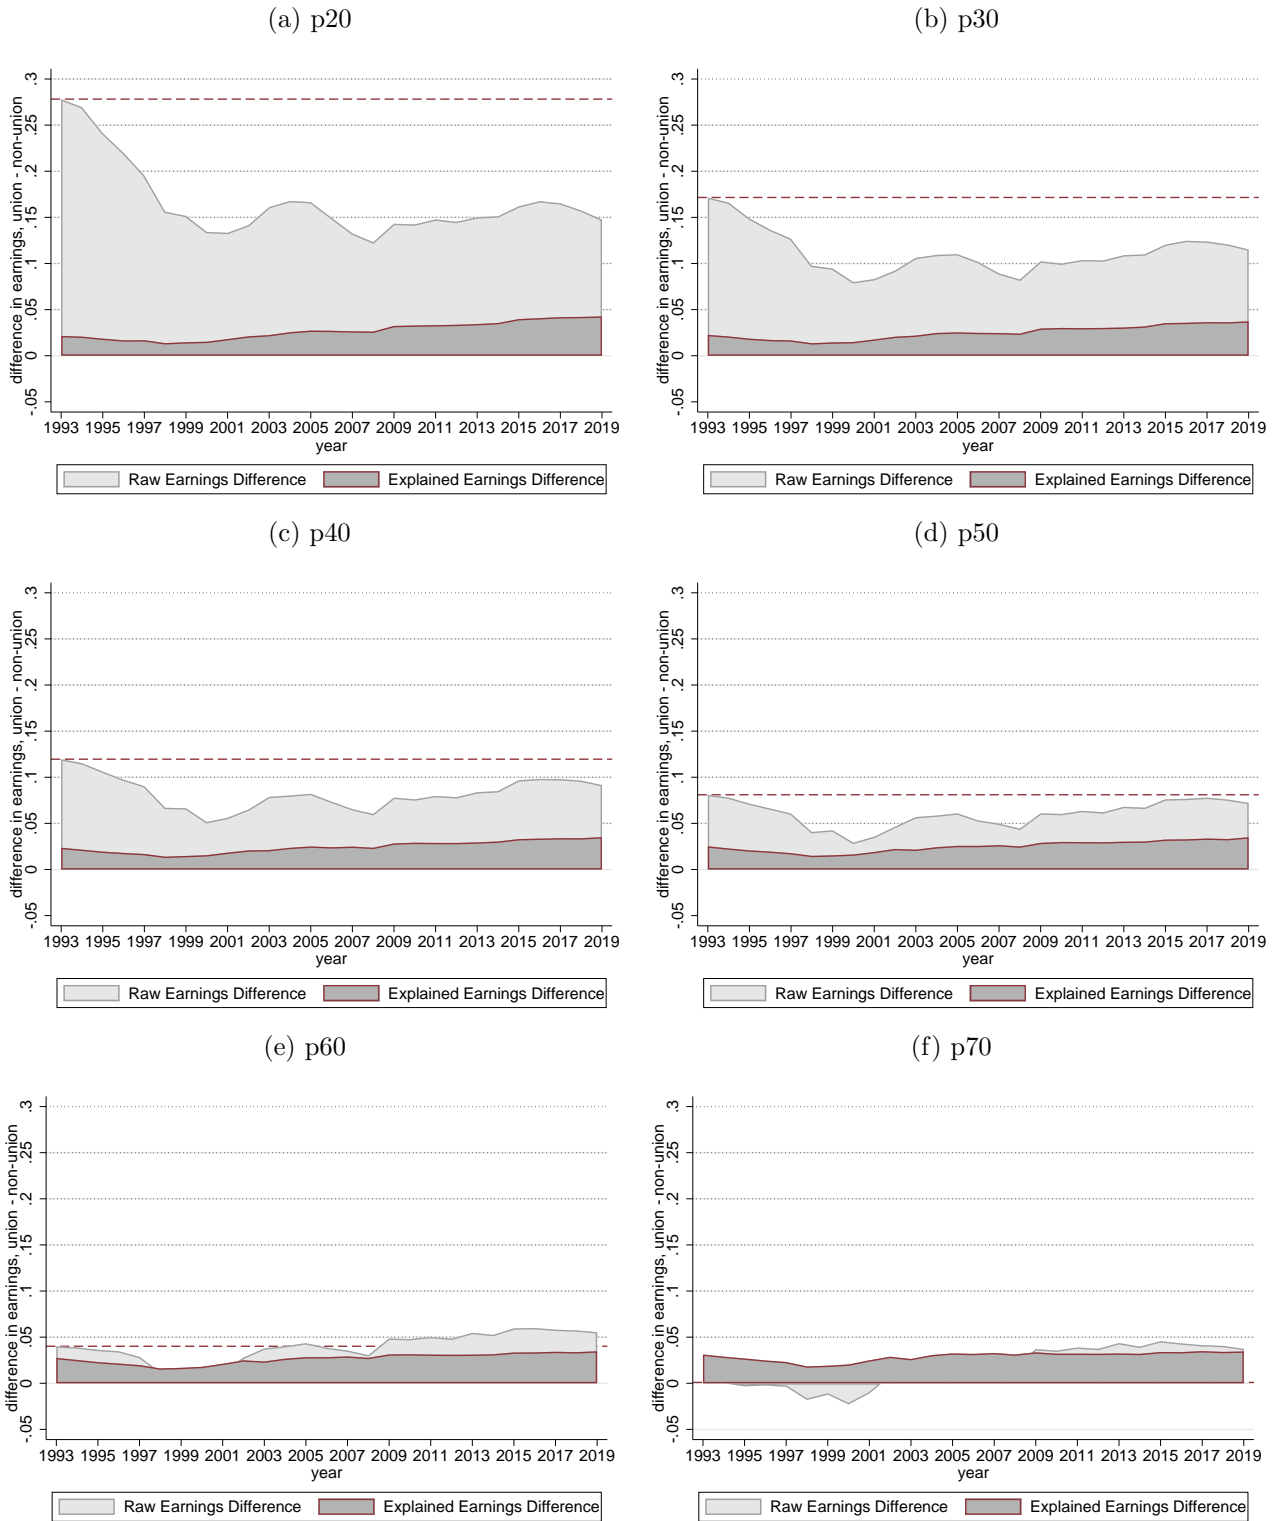 (a) p20
(b) p30
difference in earnings, union - non-union
-.05 0 .05 .1 .15 .2 .25 .3
1993 1995 1997 1999 2001 2003 2005 2007 2009 2011 2013 2015 2017 2019
year
Raw Earnings Difference Explained Earnings Difference
difference in earnings, union - non-union
-.05 0 .05 .1 .15 .2 .25 .3
1993 1995 1997 1999 2001 2003 2005 2007 2009 2011 2013 2015 2017 2019
year
Raw Earnings Difference Explained Earnings Difference
(c) p40
(d) p50
difference in earnings, union - non-union
-.05 0 .05 .1 .15 .2 .25 .3
1993 1995 1997 1999 2001 2003 2005 2007 2009 2011 2013 2015 2017 2019
year
Raw Earnings Difference Explained Earnings Difference
difference in earnings, union - non-union
-.05 0 .05 .1 .15 .2 .25 .3
1993 1995 1997 1999 2001 2003 2005 2007 2009 2011 2013 2015 2017 2019
year
Raw Earnings Difference Explained Earnings Difference
(e) p60
(f) p70
difference in earnings, union - non-union
-.05 0 .05 .1 .15 .2 .25 .3
1993 1995 1997 1999 2001 2003 2005 2007 2009 2011 2013 2015 2017 2019
year
Raw Earnings Difference Explained Earnings Difference
difference in earnings, union - non-union
-.05 0 .05 .1 .15 .2 .25 .3
1993 1995 1997 1999 2001 2003 2005 2007 2009 2011 2013 2015 2017 2019
year
Raw Earnings Difference Explained Earnings Difference